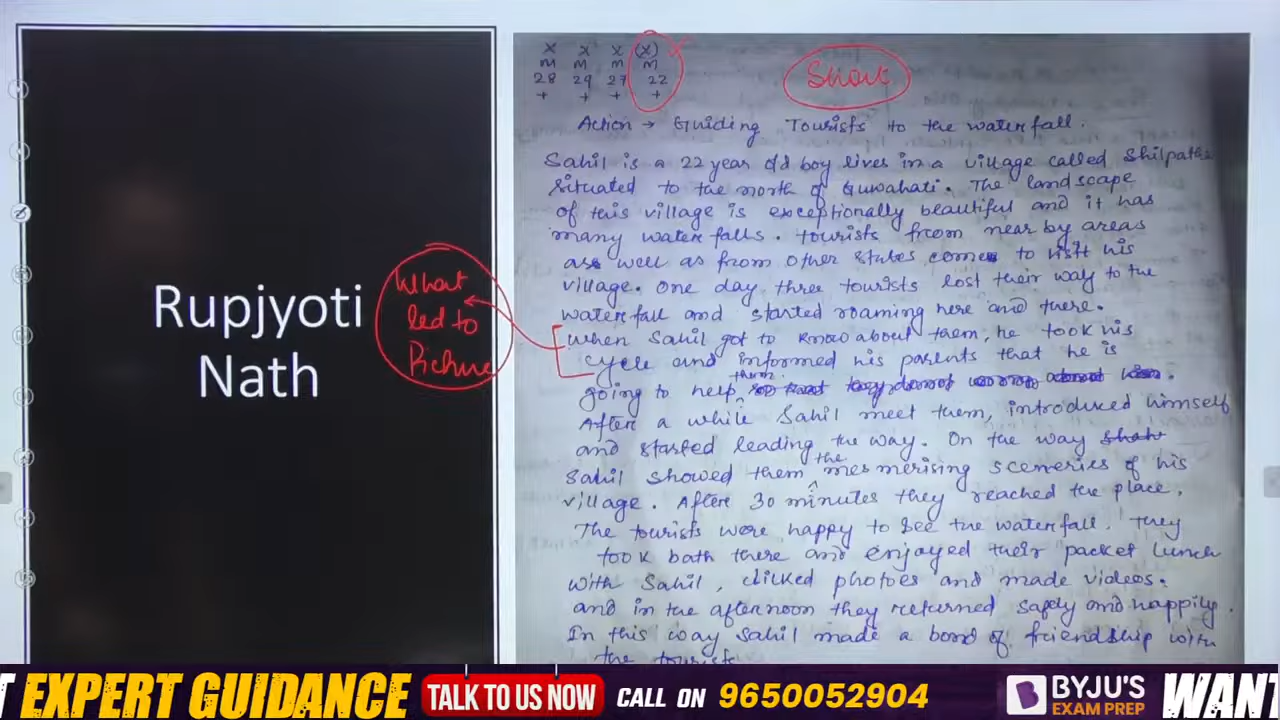 Rupjyoti
Nath
What
led to
Picture
X X X (X)
M M M M
28 29 27 22
+ + + +
Short
Action → Guiding Tourists to the waterfall.
Sahil is a 22 year old boy lives in a village called
situated to the north of Guwahati. The landscape
of this village is exceptionally beautiful and it has
many water falls. tourists from near by areas
as well as from other states comes to visit his
village. One day three tourists lost their way to the
waterfall and started roaming here and there.
When Sahil got to know about them, he took his
cycle and informed his parents that he is
going to help them.
After a while Sahil meet them, introduced himself
and started leading the way. On the way
Sahil showed them the mesmerising sceneries of his
village. After 30 minutes they reached the place.
The tourists were happy to see the waterfall. They
took bath there and enjoyed their packet lunch
with Sahil, clicked photoes and made videos.
and in the afternoon they returned safely and happily.
In this way Sahil made a bond of friendship with
the tourists
T EXPERT GUIDANCE TALK TO US NOW CALL ON 9650052904 BYJU'S EXAM PREP WANT